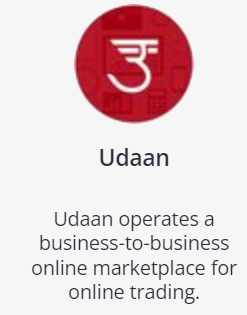 उ
Udaan
Udaan operates a
business-to-business
online marketplace for
online trading.